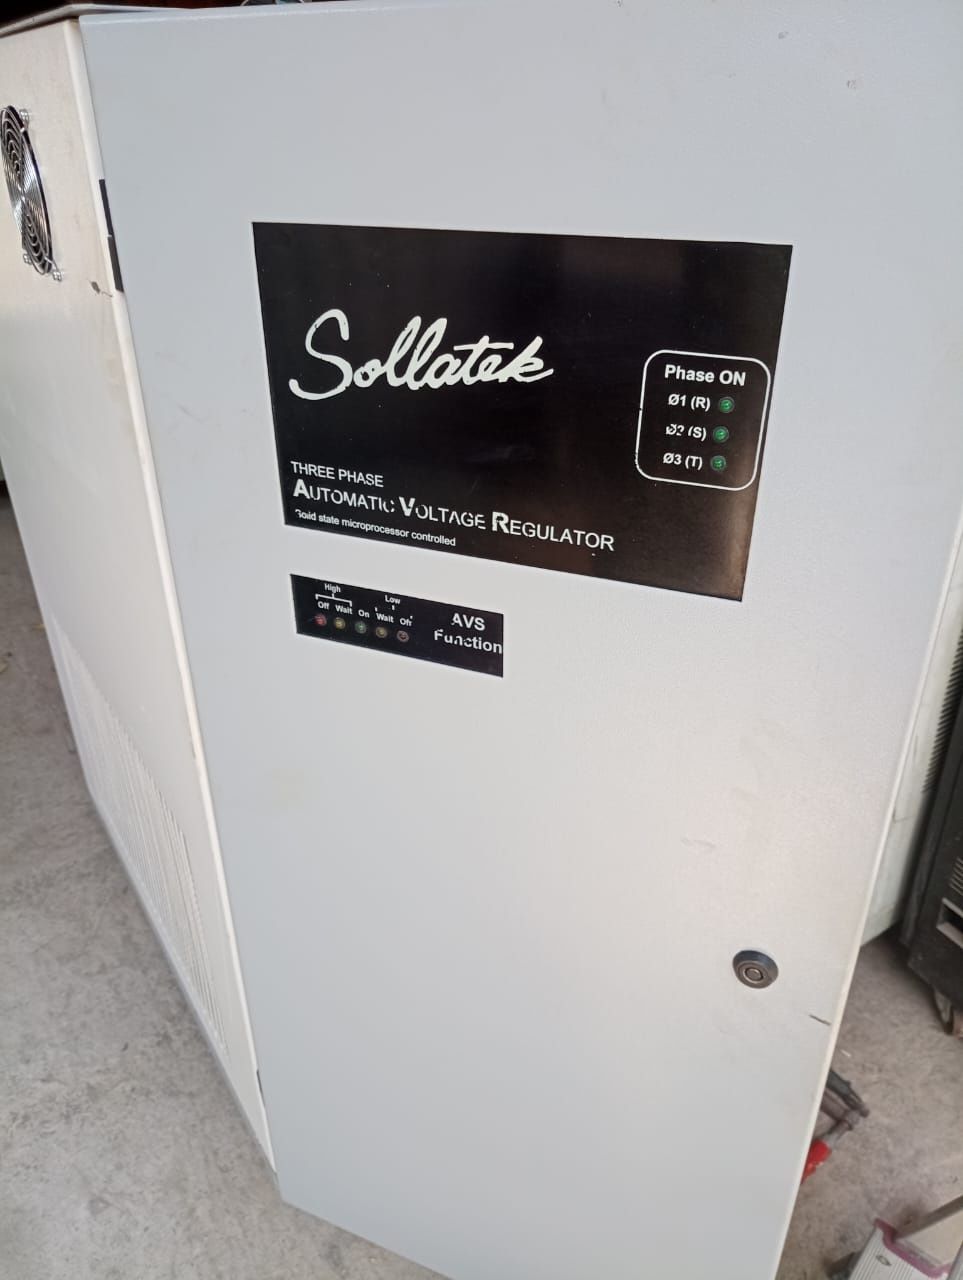 Sollatek
Phase ON
Ø1 (R)
Ø2 (S)
Ø3 (T)
THREE PHASE
AUTOMATIC VOLTAGE REGULATOR
Solid state microprocessor controlled
High
Low
Off Wait On Wait Off
AVS
Function